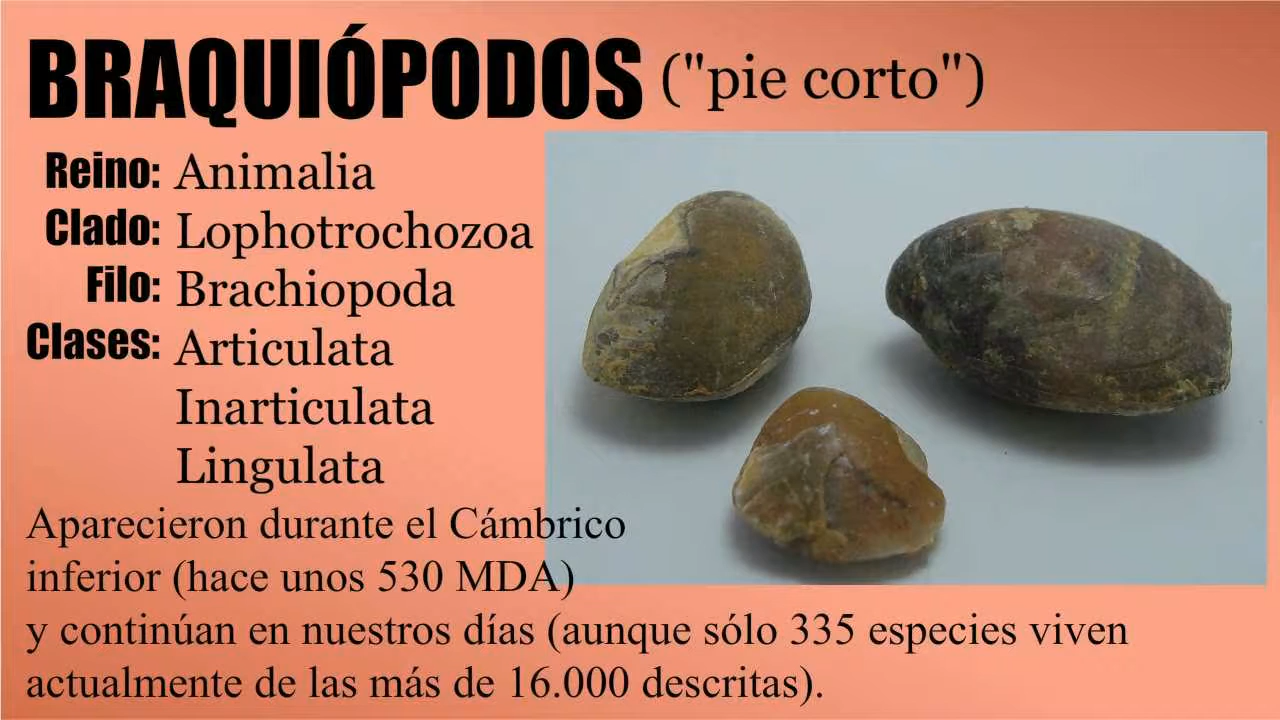 BRAQUIÓPODOS ("pie corto")
Reino: Animalia
Clado: Lophotrochozoa
Filo: Brachiopoda
Clases: Articulata
Inarticulata
Lingulata
Aparecieron durante el Cámbrico
inferior (hace unos 530 MDA)
y continúan en nuestros días (aunque sólo 335 especies viven
actualmente de las más de 16.000 descritas).